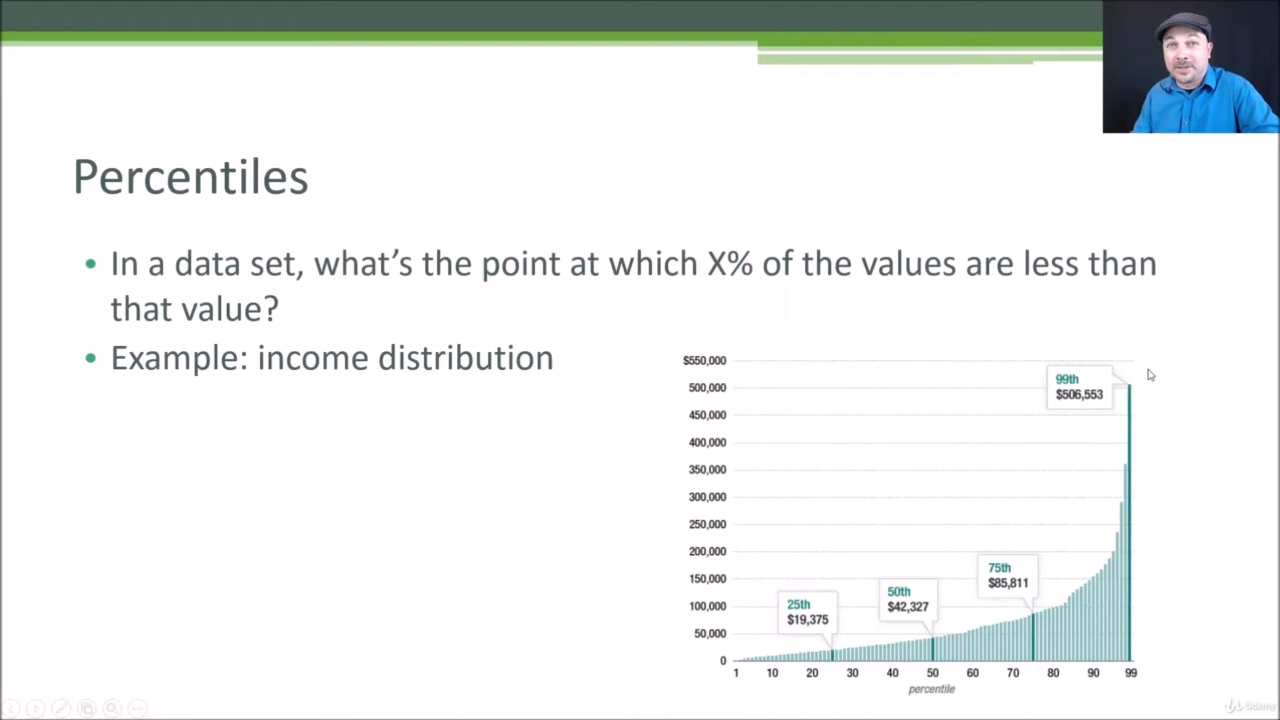 Percentiles
• In a data set, what's the point at which X% of the values are less than
that value?
• Example: income distribution
$550,000
500,000
450,000
400,000
350,000
300,000
250,000
200,000
150,000
100,000
50,000
0
99th
$506,553
75th
$85,811
50th
$42,327
25th
$19,375
1 10 20 30 40 50 60 70 80 90 99
percentile
Udemy